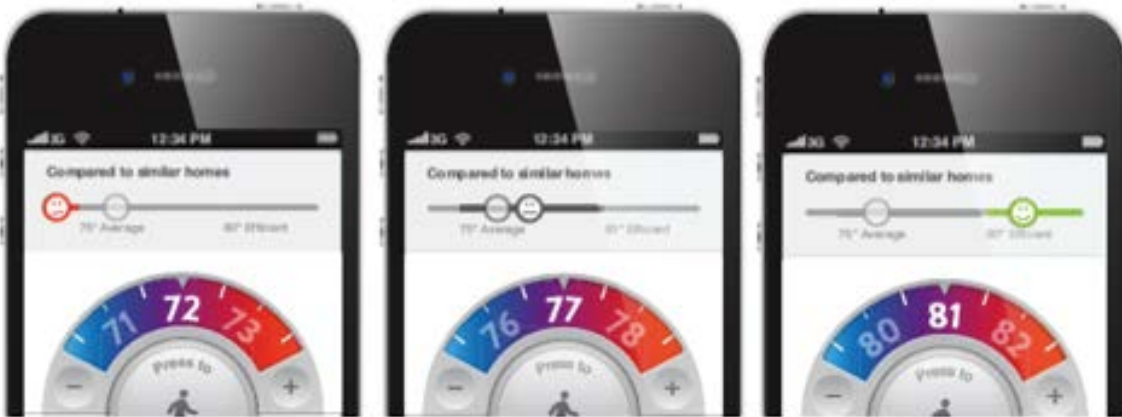 3G 12:34 PM
Compared to similar homes
75° Average 80° Efficient
71 72 73
Press to
− +
3G 12:34 PM
Compared to similar homes
75° Average Efficient
76 77 78
Press to
− +
3G 12:34 PM
Compared to similar homes
75° Average 80° Efficient
80 81 82
Press to
− +